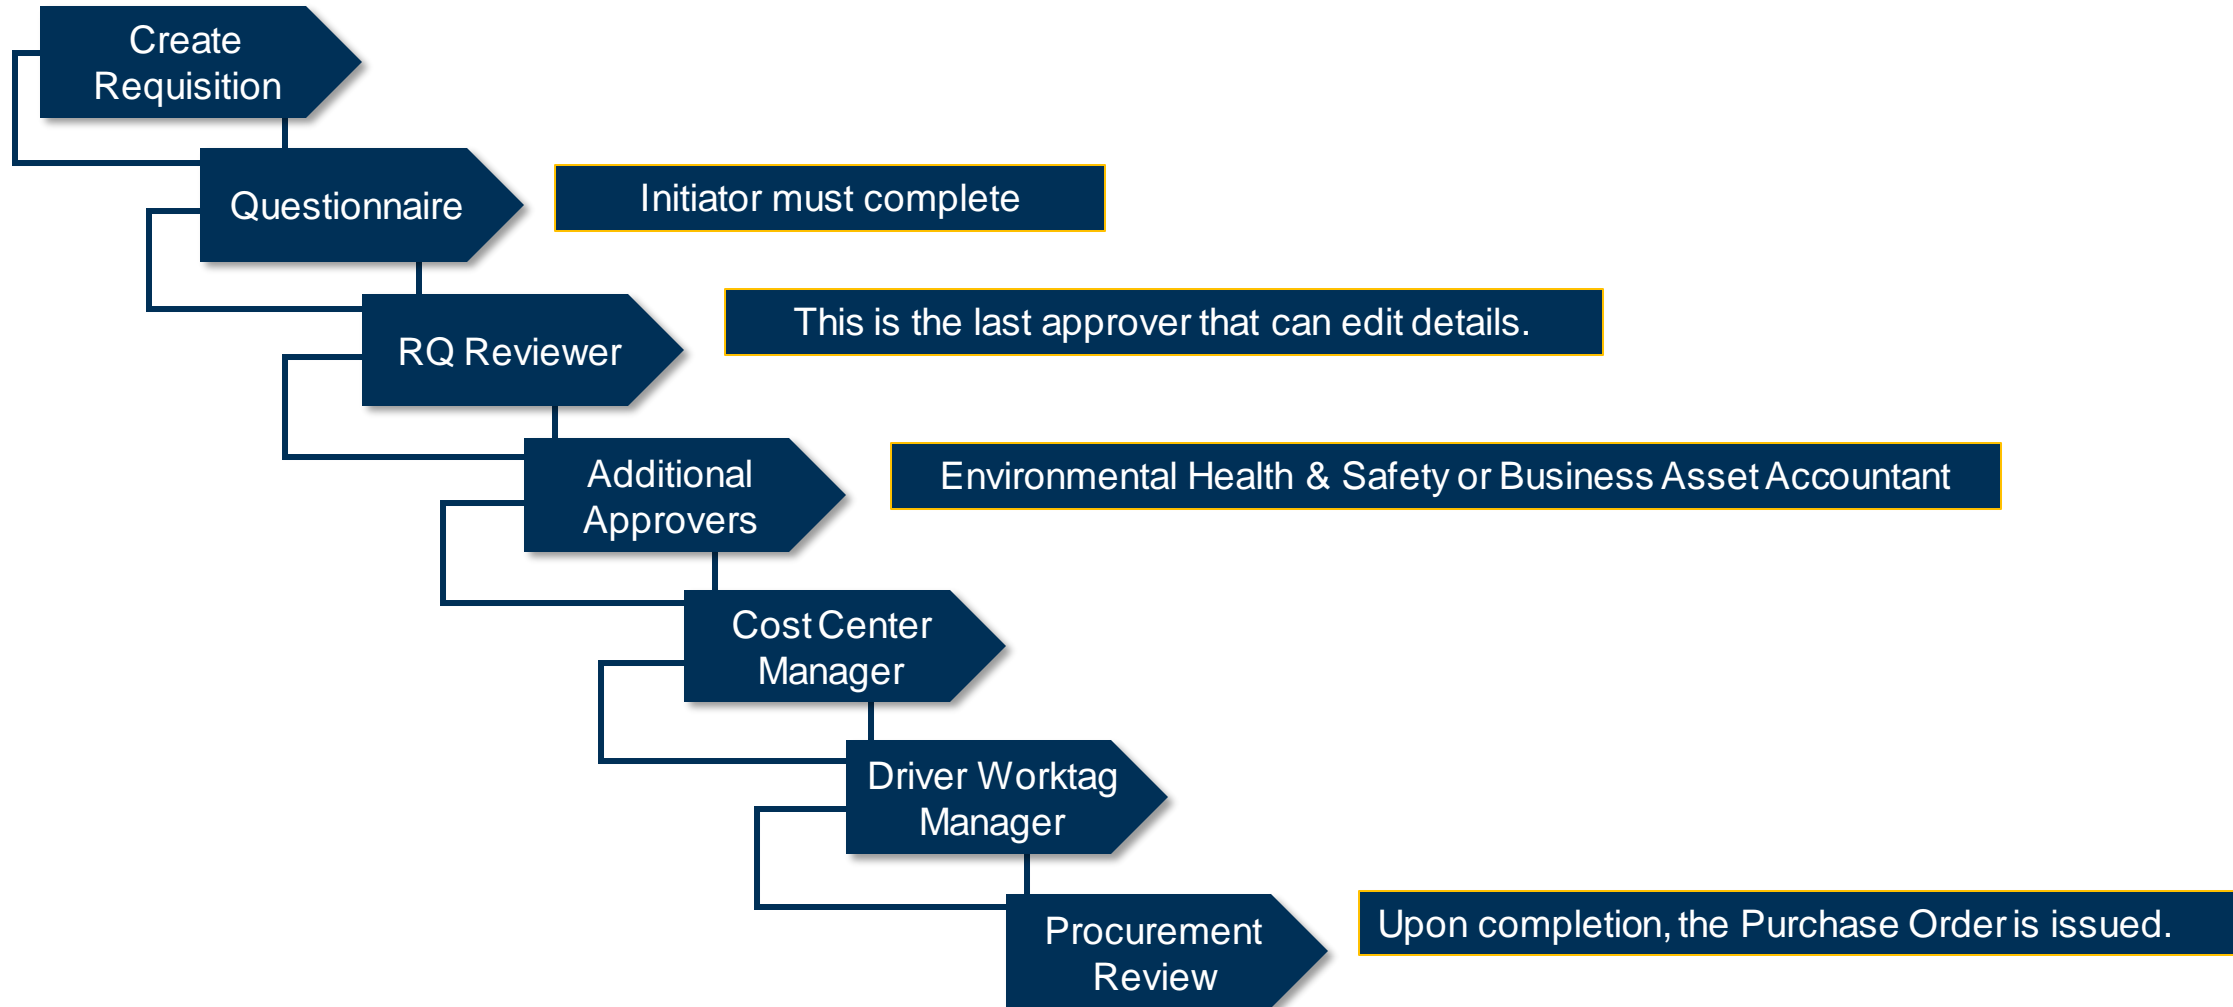 Create
Requisition
Questionnaire
Initiator must complete
RQ Reviewer
This is the last approver that can edit details.
Additional
Approvers
Environmental Health & Safety or Business Asset Accountant
Cost Center
Manager
Driver Worktag
Manager
Procurement
Review
Upon completion, the Purchase Order is issued.